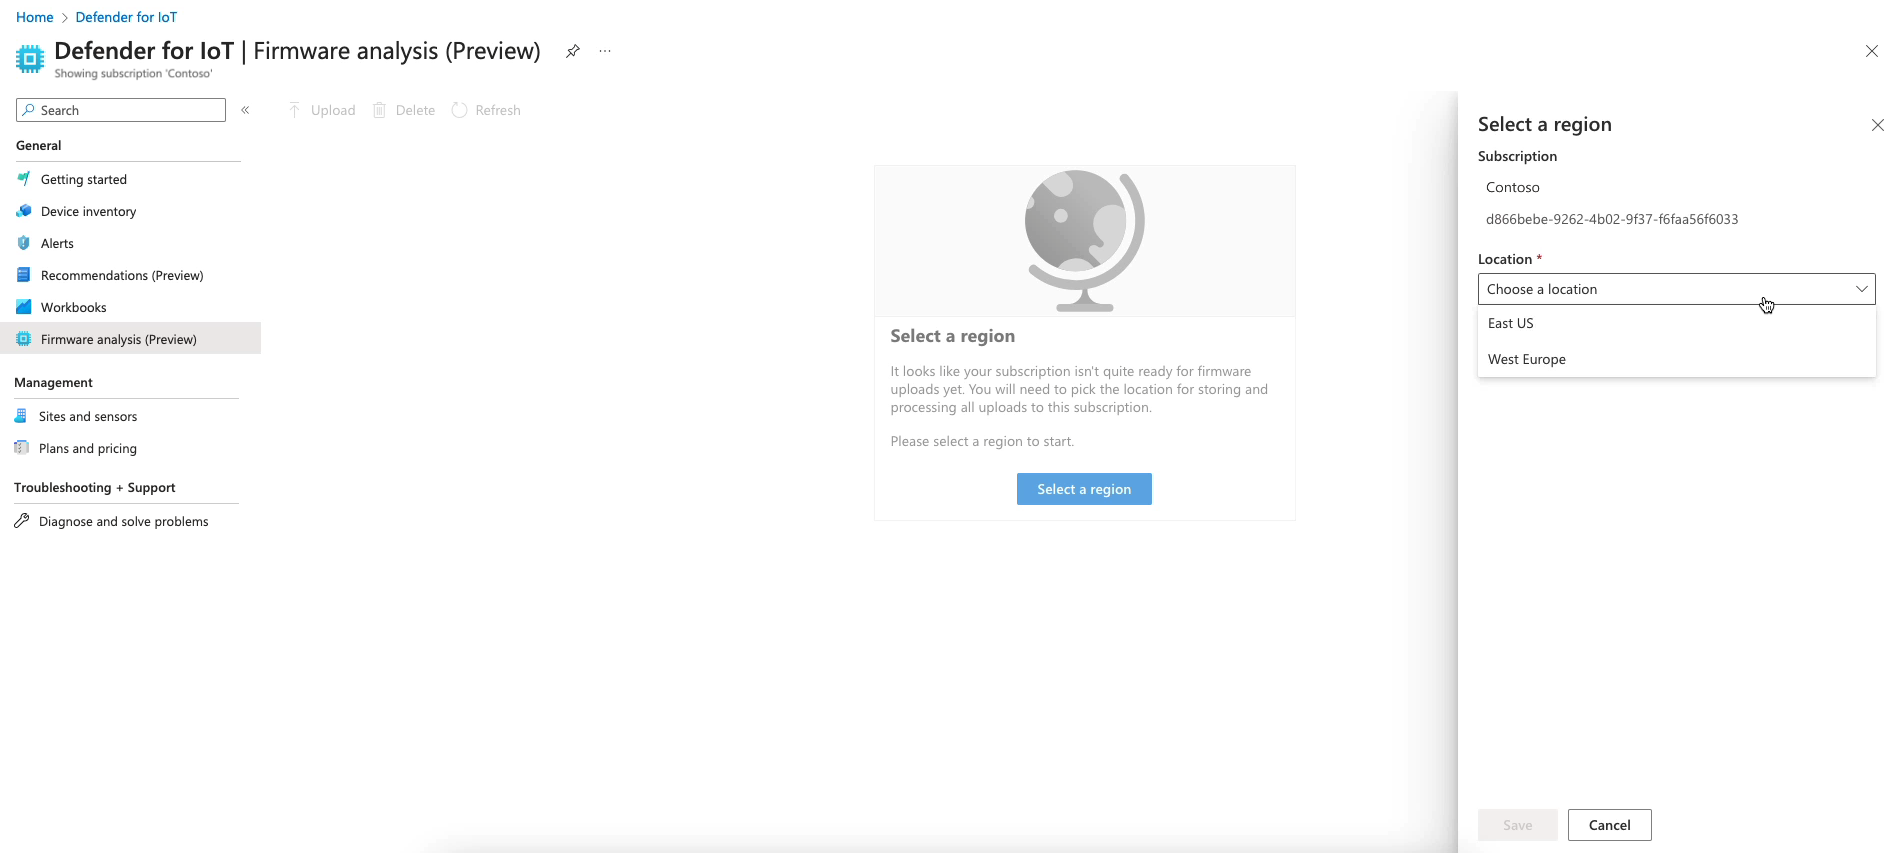 Home > Defender for IoT
Defender for IoT | Firmware analysis (Preview)
Showing subscription 'Contoso'
Search
General
Getting started
Device inventory
Alerts
Recommendations (Preview)
Workbooks
Firmware analysis (Preview)
Management
Sites and sensors
Plans and pricing
Troubleshooting + Support
Diagnose and solve problems
Upload Delete Refresh
Select a region
It looks like your subscription isn't quite ready for firmware
uploads yet. You will need to pick the location for storing and
processing all uploads to this subscription.
Please select a region to start.
Select a region
Select a region
Subscription
Contoso
d866bebe-9262-4b02-9f37-f6faa56f6033
Location *
Choose a location
East US
West Europe
Save Cancel